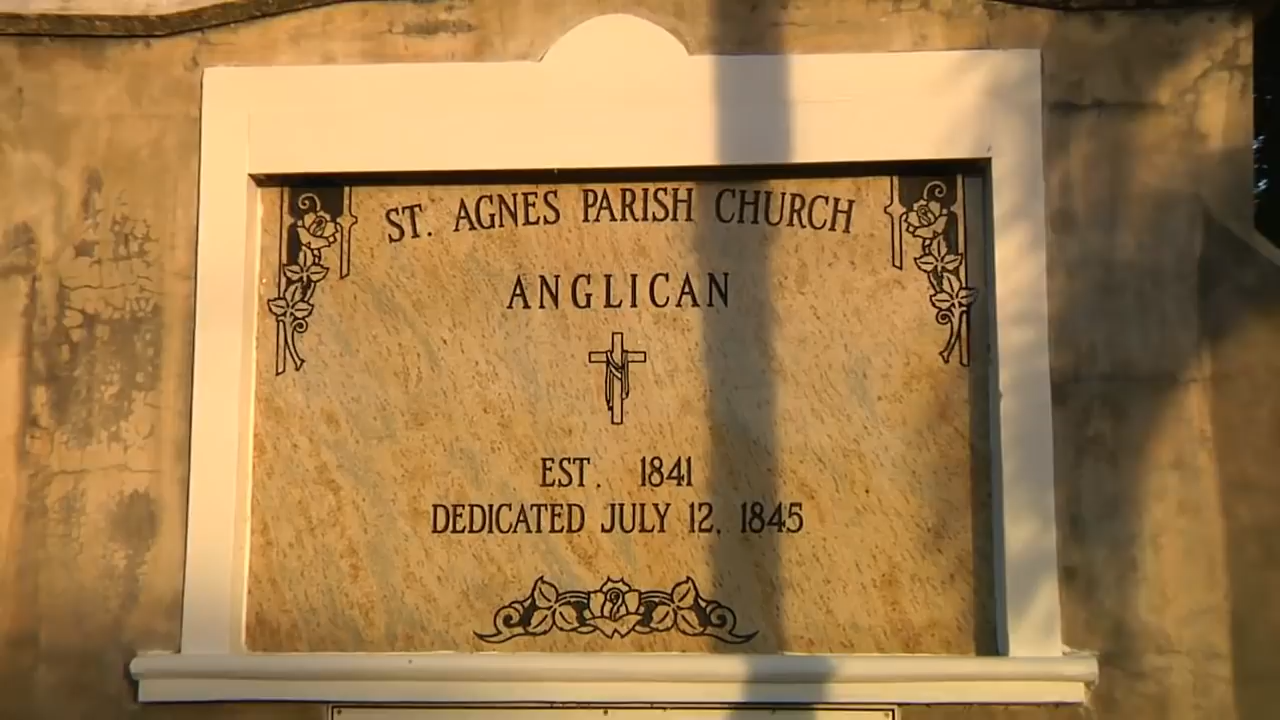 ST. AGNES PARISH CHURCH
ANGLICAN
EST. 1841
DEDICATED JULY 12, 1845